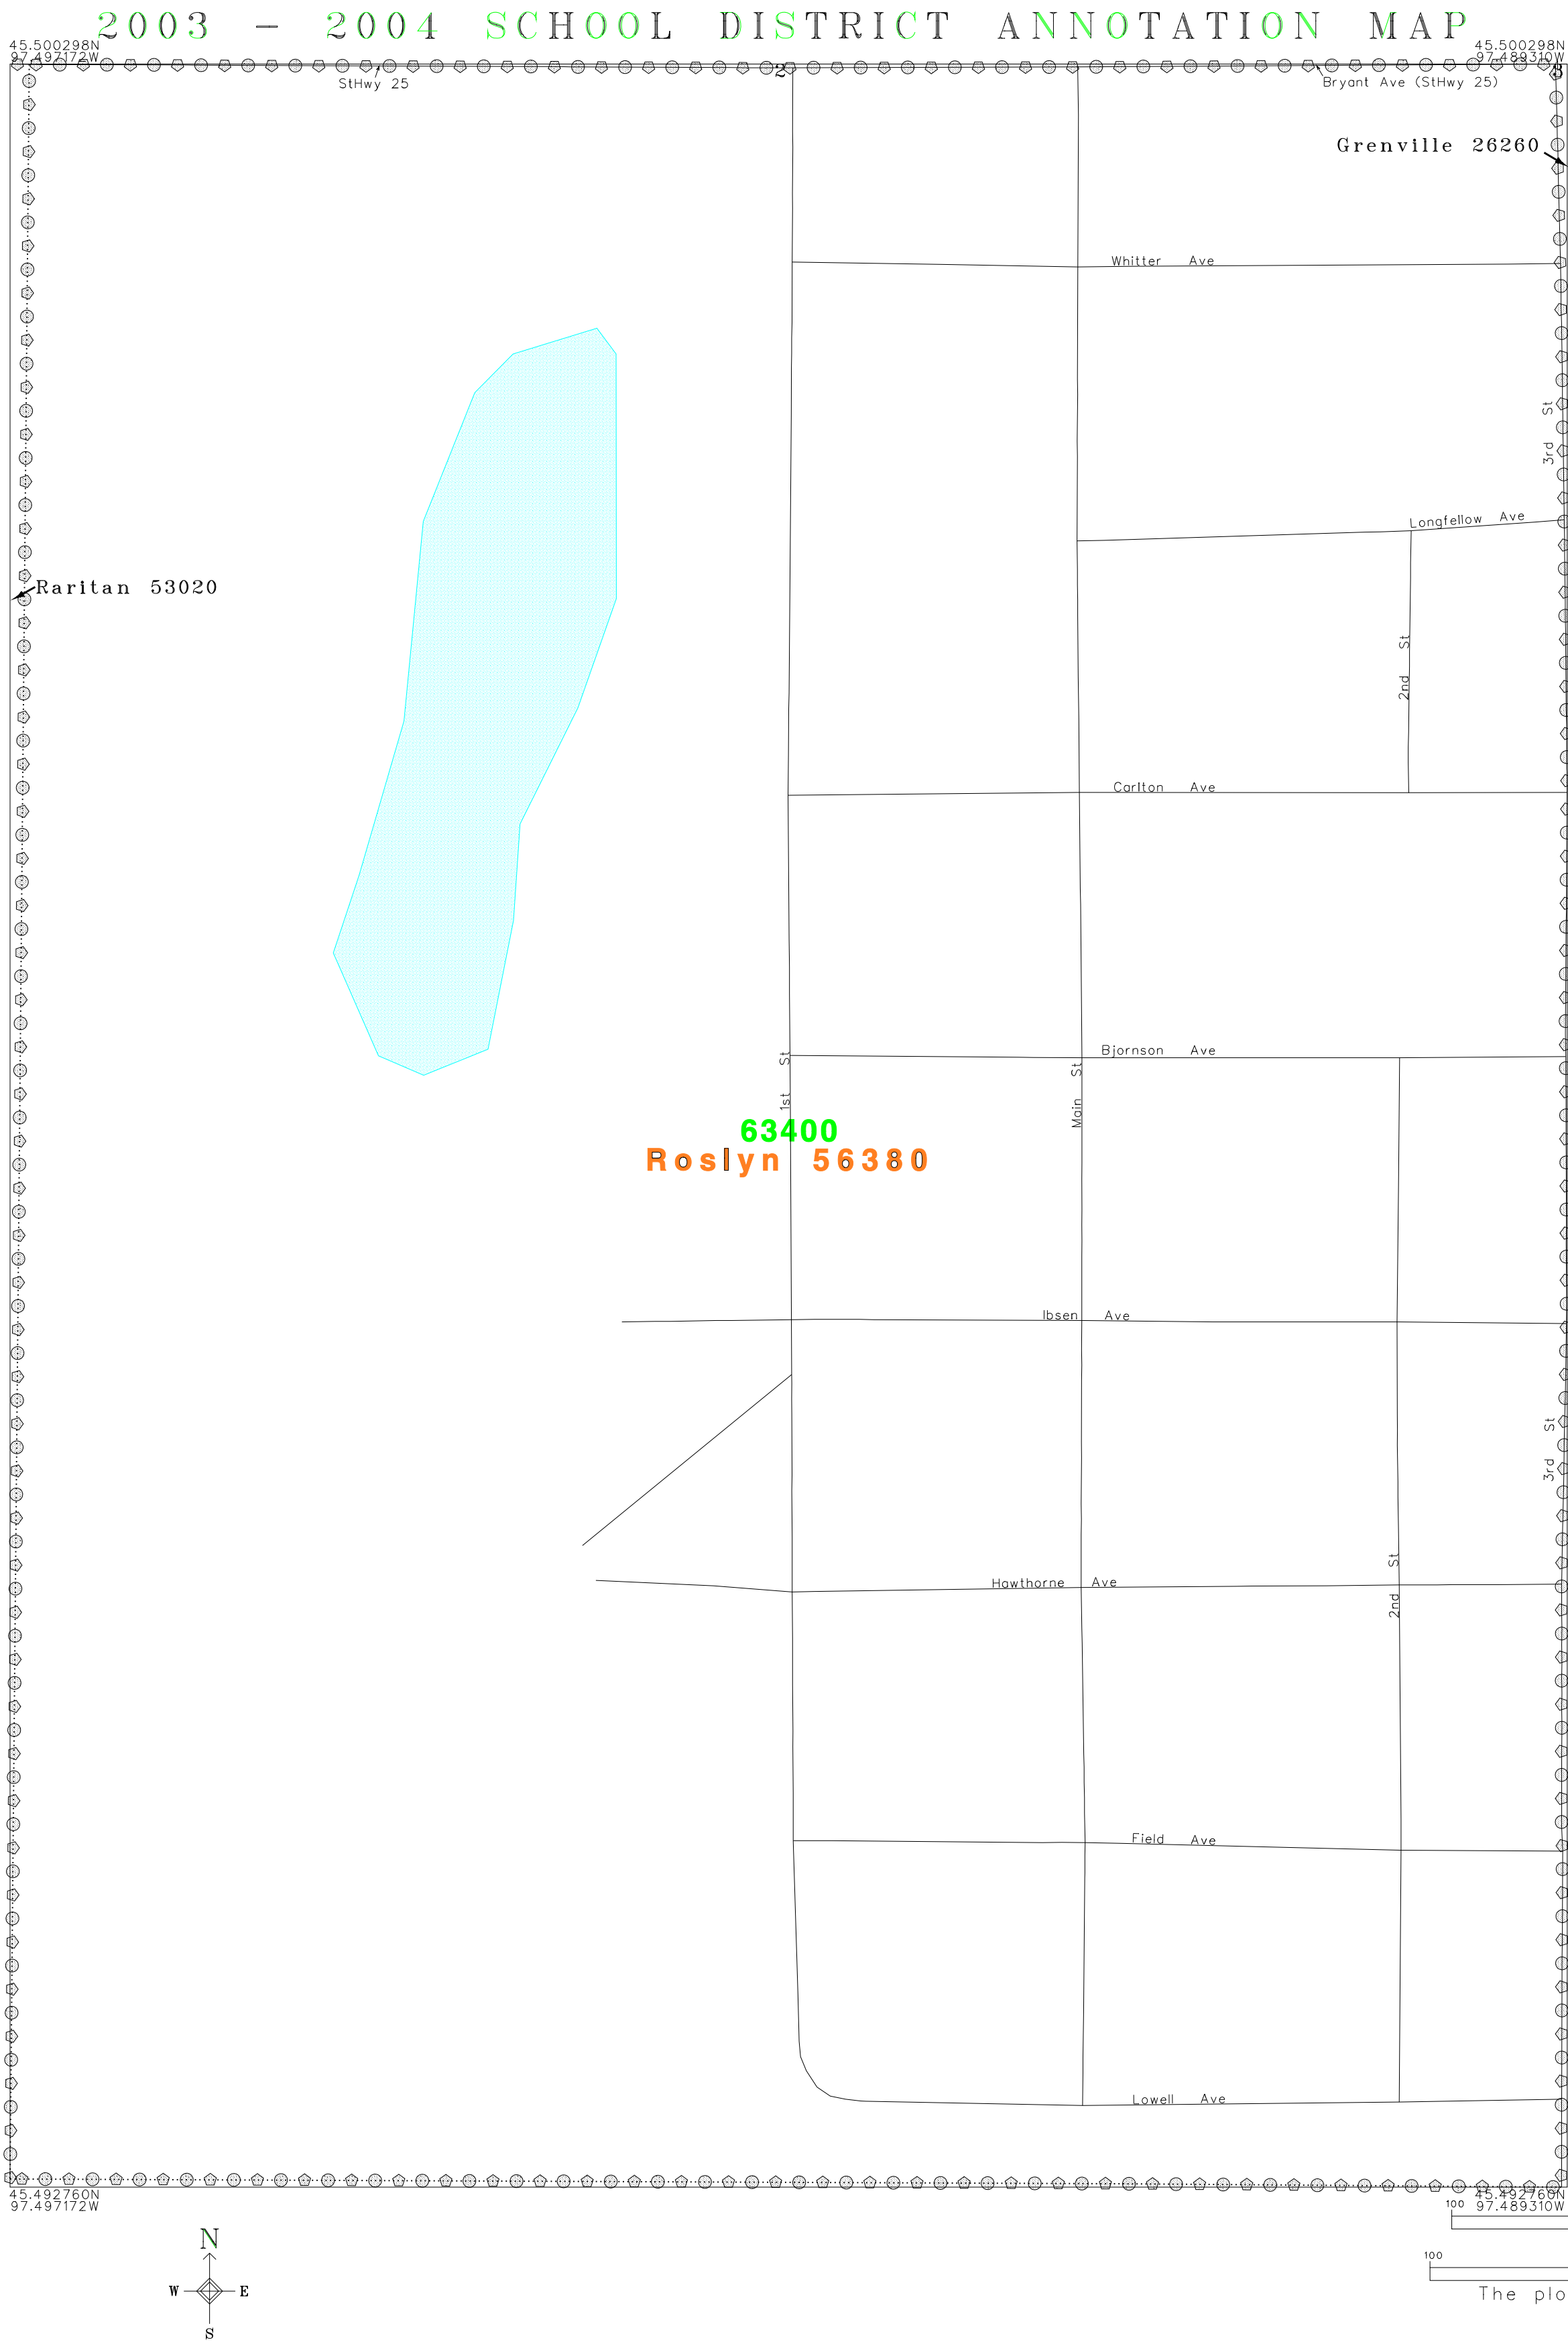 2003 - 2004 SCHOOL DISTRICT ANNOTATION MAP
45.500298N
97.497172W
45.500298N
97.489310W
StHwy 25
2
Bryant Ave (StHwy 25)
3
Grenville 26260
Whitter Ave
3rd St
Longfellow Ave
Raritan 53020
2nd St
Carlton Ave
1st St
Main St
Bjornson Ave
63400
Roslyn 56380
Ibsen Ave
3rd St
Hawthorne Ave
2nd St
Field Ave
Lowell Ave
45.492760N
97.497172W
45.492760N
97.489310W
100
100
The plo
N
W E
S